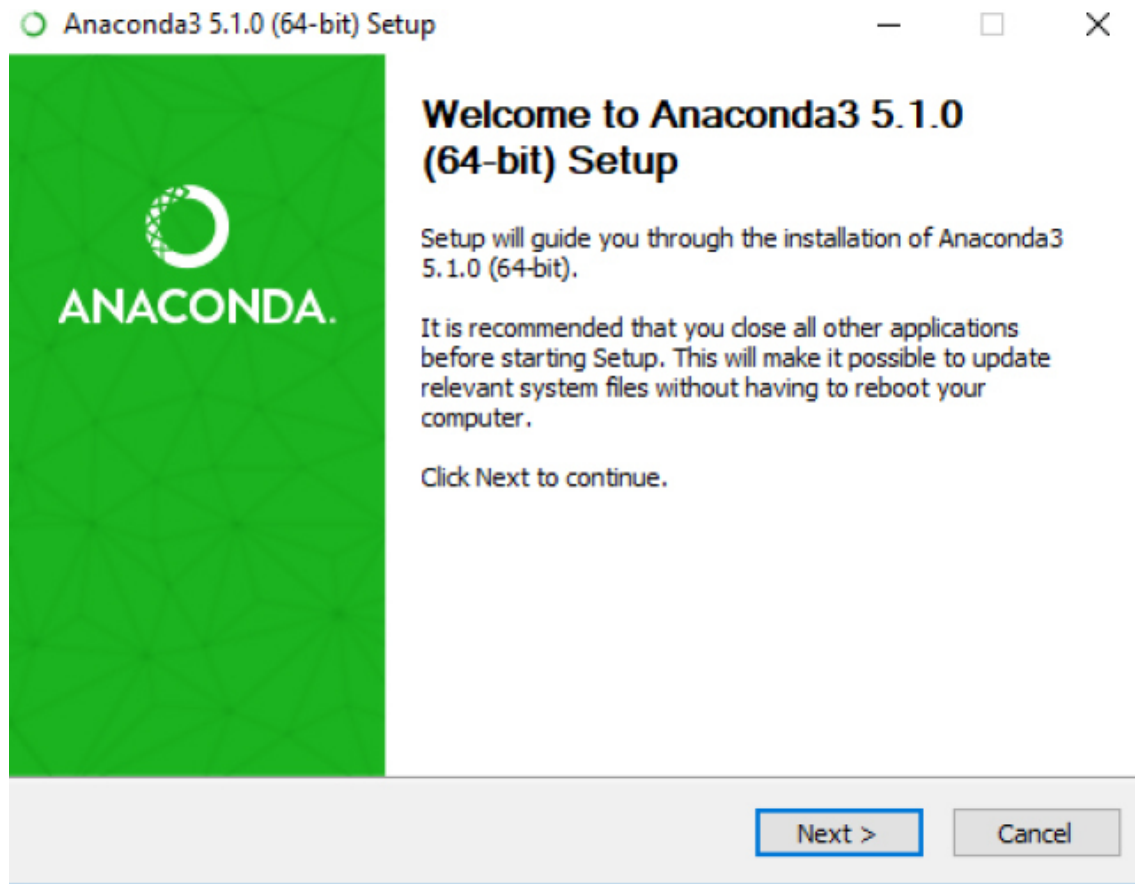 Anaconda3 5.1.0 (64-bit) Setup
Welcome to Anaconda3 5.1.0
(64-bit) Setup
ANACONDA.
Setup will guide you through the installation of Anaconda3
5.1.0 (64-bit).
It is recommended that you close all other applications
before starting Setup. This will make it possible to update
relevant system files without having to reboot your
computer.
Click Next to continue.
Next >
Cancel